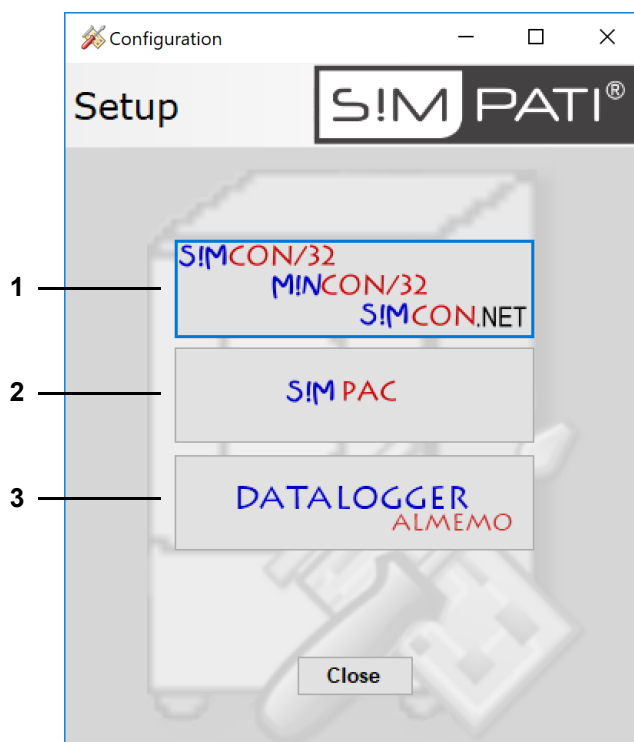 Configuration
Setup
S!M PATI®
1
S!MCON/32
M!NCON/32
S!MCON.NET
2
S!M PAC
3
DATALOGGER
ALMEMO
Close